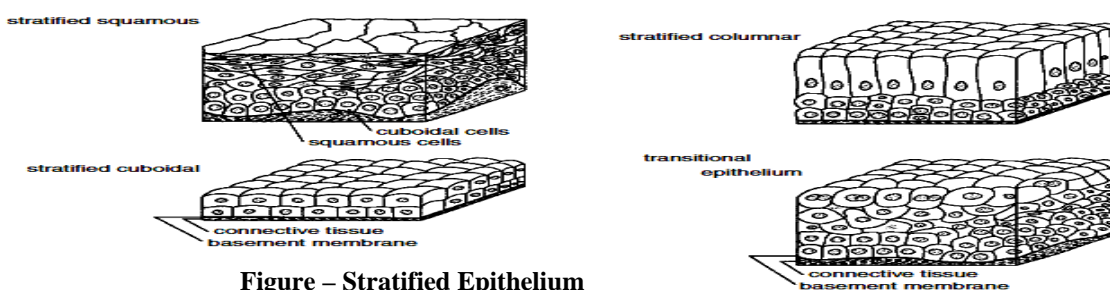 stratified squamous
cuboidal cells
squamous cells
stratified cuboidal
connective tissue
basement membrane
stratified columnar
transitional
epithelium
connective tissue
basement membrane
Figure – Stratified Epithelium